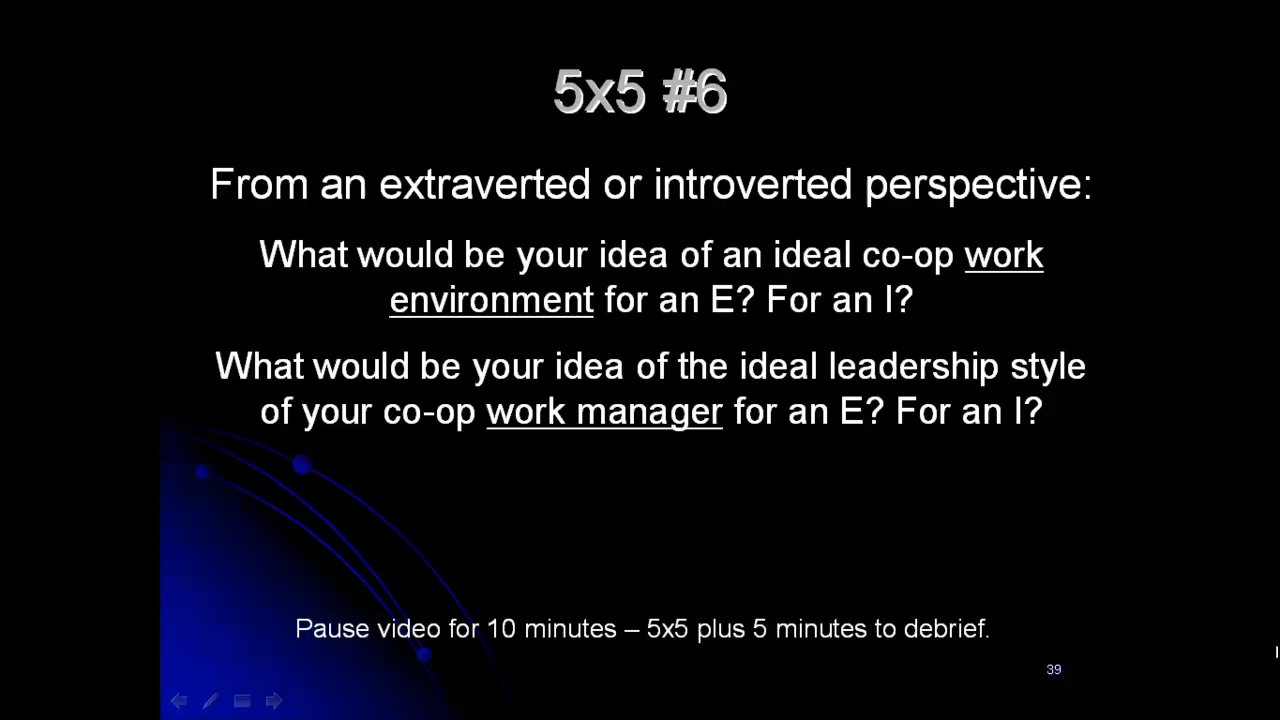 5x5 #6
From an extraverted or introverted perspective:
What would be your idea of an ideal co-op work
environment for an E? For an I?
What would be your idea of the ideal leadership style
of your co-op work manager for an E? For an I?
Pause video for 10 minutes – 5x5 plus 5 minutes to debrief.
39